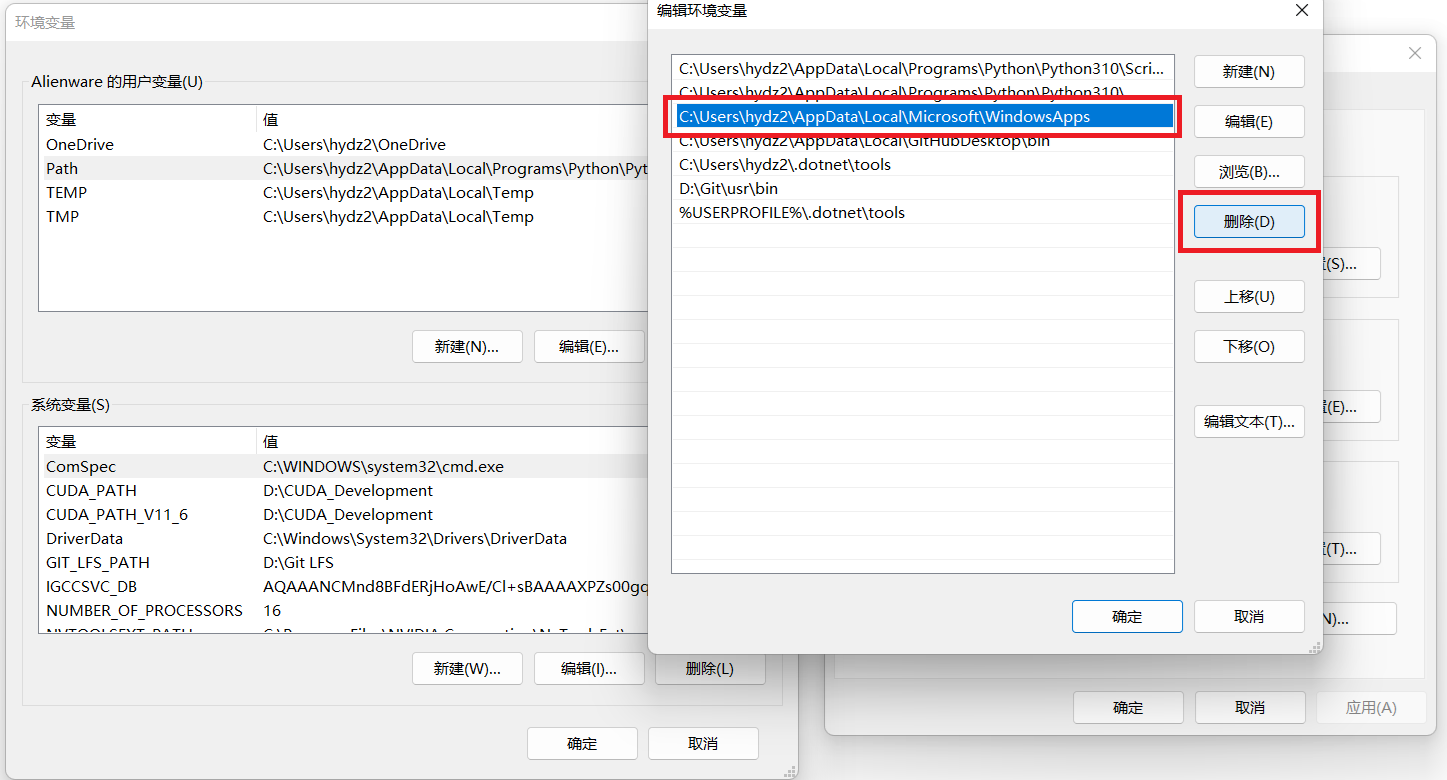 环境变量
Alienware 的用户变量(U)
变量 值
OneDrive C:\Users\hydz2\OneDrive
Path C:\Users\hydz2\AppData\Local\Programs\Python\Pyt
TEMP C:\Users\hydz2\AppData\Local\Temp
TMP C:\Users\hydz2\AppData\Local\Temp
新建(N)... 编辑(E)...
系统变量(S)
变量 值
ComSpec C:\WINDOWS\system32\cmd.exe
CUDA_PATH D:\CUDA_Development
CUDA_PATH_V11_6 D:\CUDA_Development
DriverData C:\Windows\System32\Drivers\DriverData
GIT_LFS_PATH D:\Git LFS
IGCCSVC_DB AQAAANCMnd8BFdERjHoAwE/Cl+sBAAAAXPZs00gq
NUMBER_OF_PROCESSORS 16
新建(W)... 编辑(I)... 删除(L)
确定 取消
编辑环境变量
C:\Users\hydz2\AppData\Local\Programs\Python\Python310\Scri...
C:\Users\hydz2\AppData\Local\Programs\Python\Python310\
C:\Users\hydz2\AppData\Local\Microsoft\WindowsApps
C:\Users\hydz2\AppData\Local\GitHubDesktop\bin
C:\Users\hydz2\.dotnet\tools
D:\Git\usr\bin
%USERPROFILE%\.dotnet\tools
新建(N)
编辑(E)
浏览(B)...
删除(D)
上移(U)
下移(O)
编辑文本(T)...
确定 取消
(S)...
(E)...
(T)...
N)...
确定 取消 应用(A)